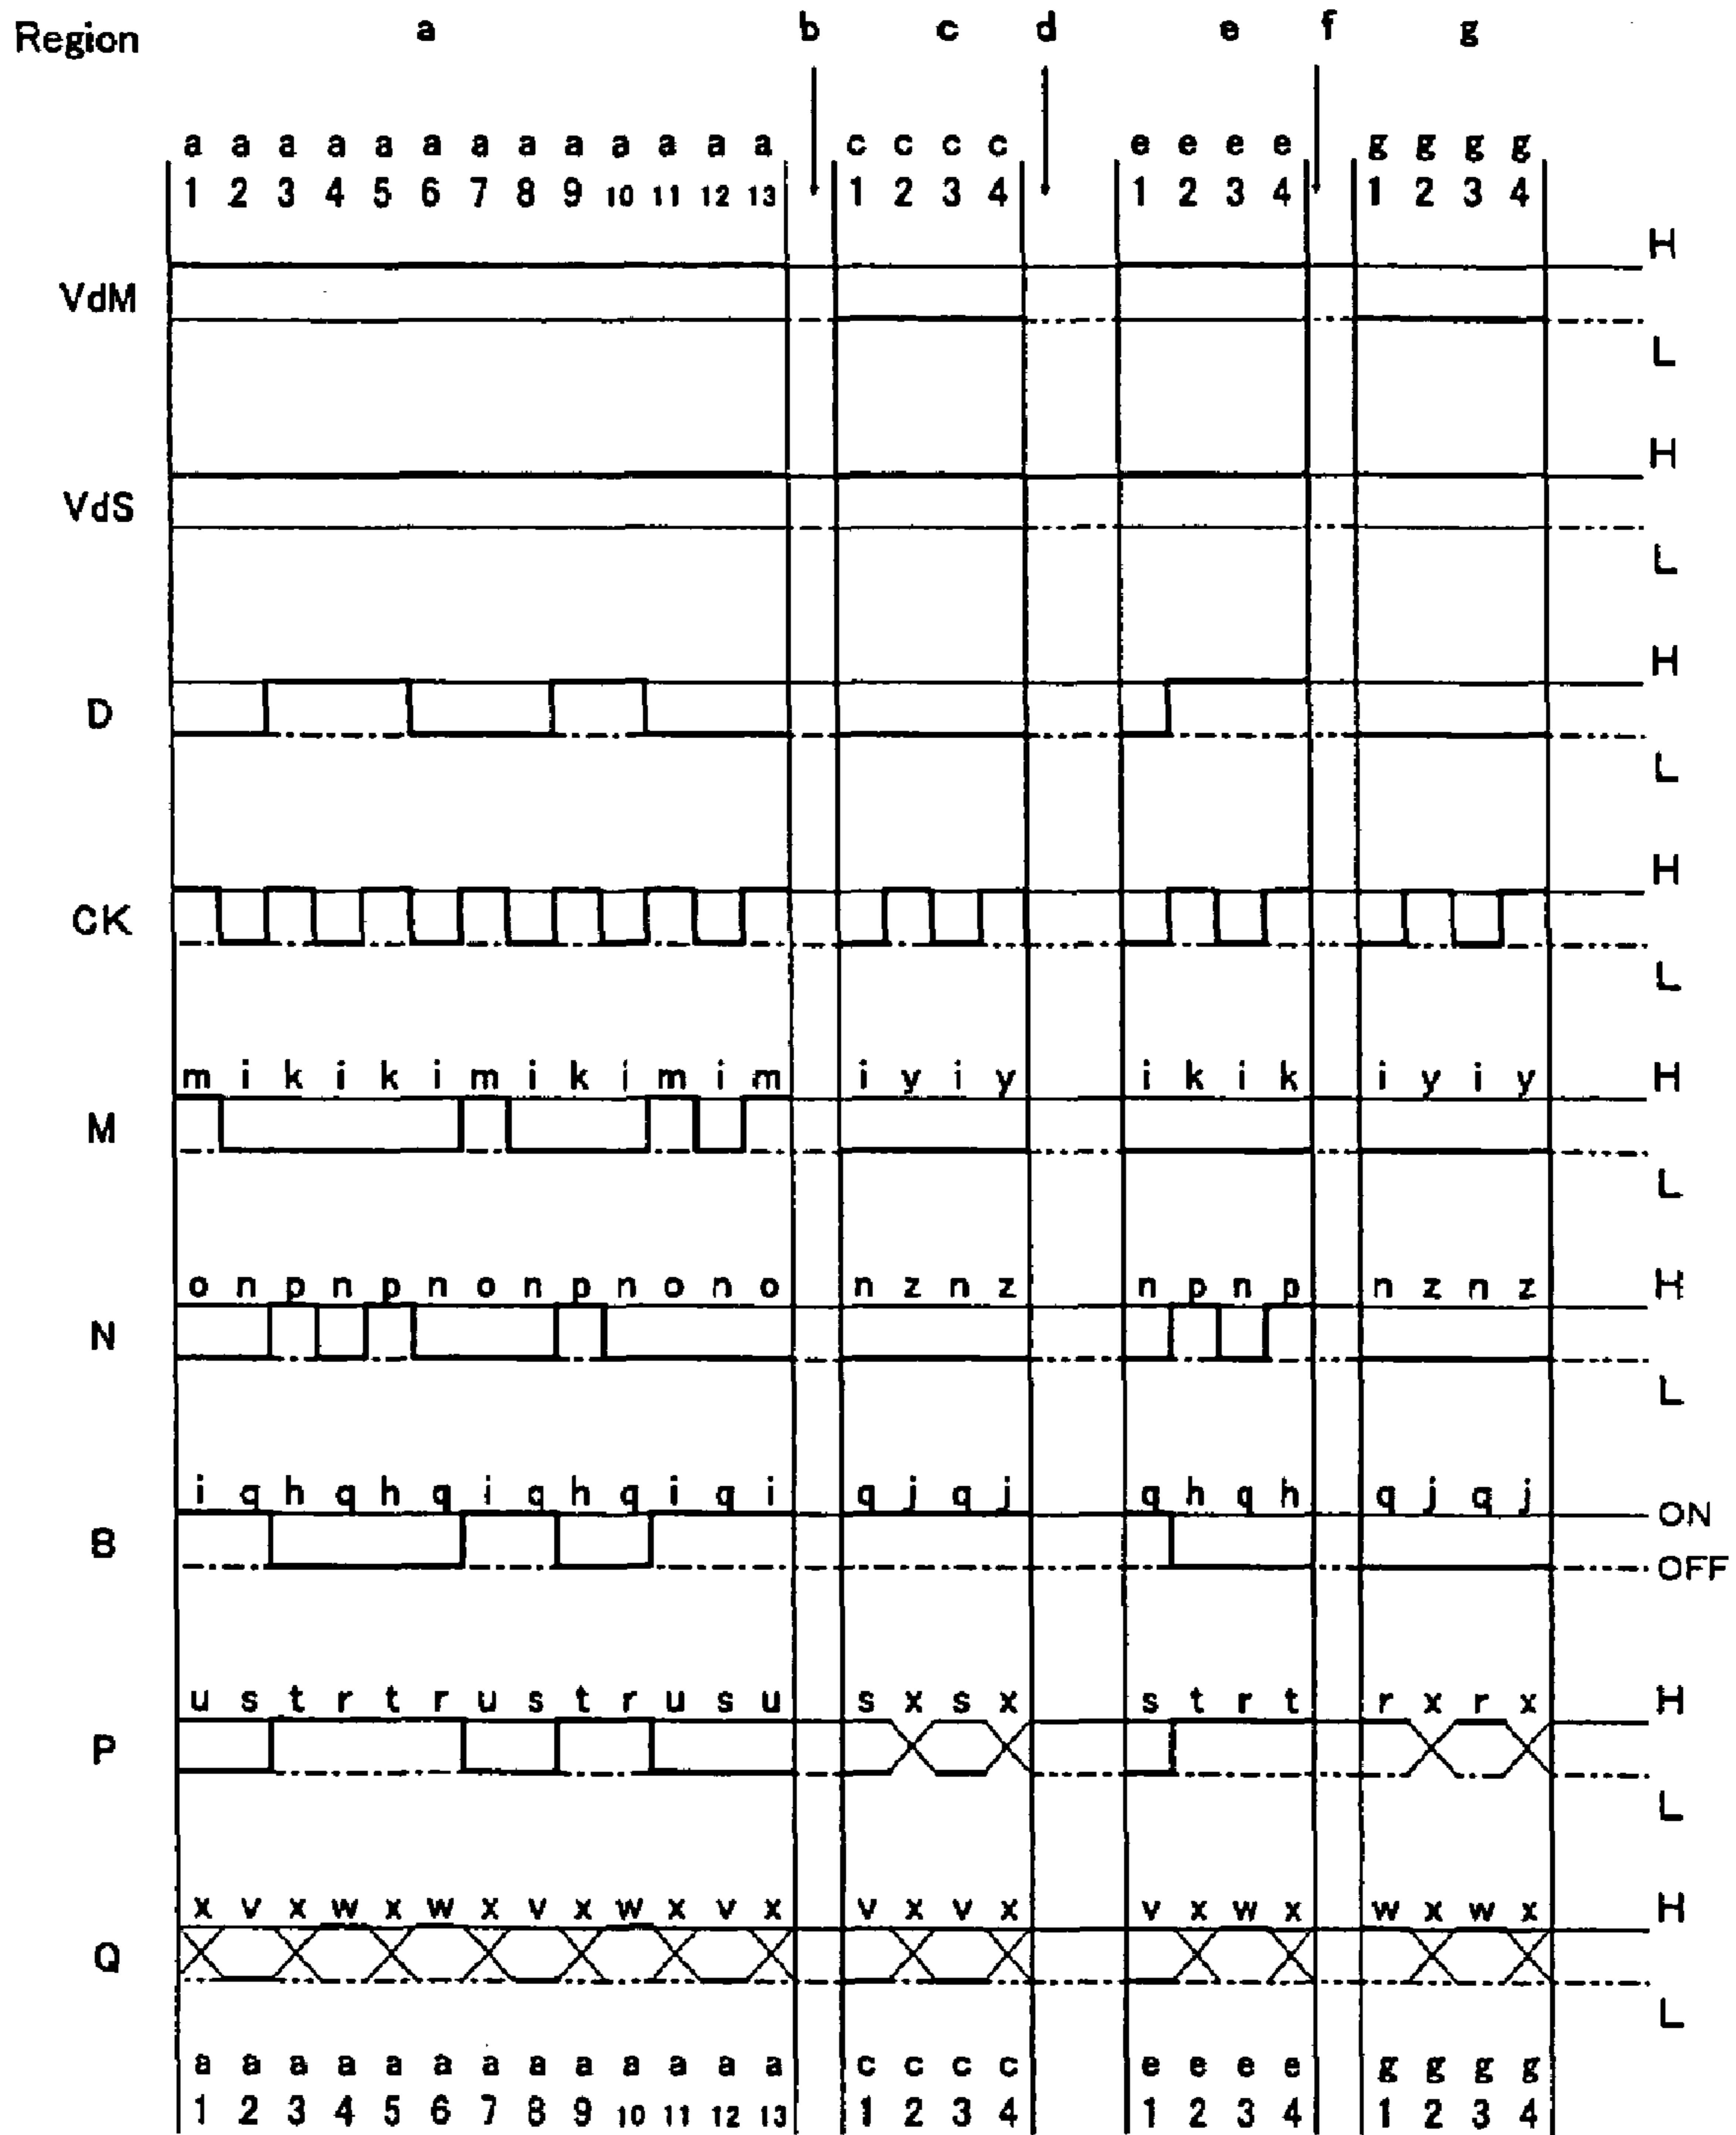 Region a b c d e f g
a a a a a a a a a a a a a c c c c e e e e g g g g
1 2 3 4 5 6 7 8 9 10 11 12 13 1 2 3 4 1 2 3 4 1 2 3 4
H
VdM
L
H
VdS
L
H
D
L
H
CK
L
m i k i k i m i k i m i m i y i y i k i k i y i y H
M
L
o n p n p n o n p n o n o n z n z n p n p n z n z H
N
L
i q h q h q i q h q i q i q j q j q h q h q j q j ON
B
OFF
u s t r t r u s t r u s u s x s x s t r t r x r x H
P
L
x v x w x w x v x w x v x v x v x v x w x w x w x H
Q
L
a a a a a a a a a a a a a c c c c e e e e g g g g
1 2 3 4 5 6 7 8 9 10 11 12 13 1 2 3 4 1 2 3 4 1 2 3 4